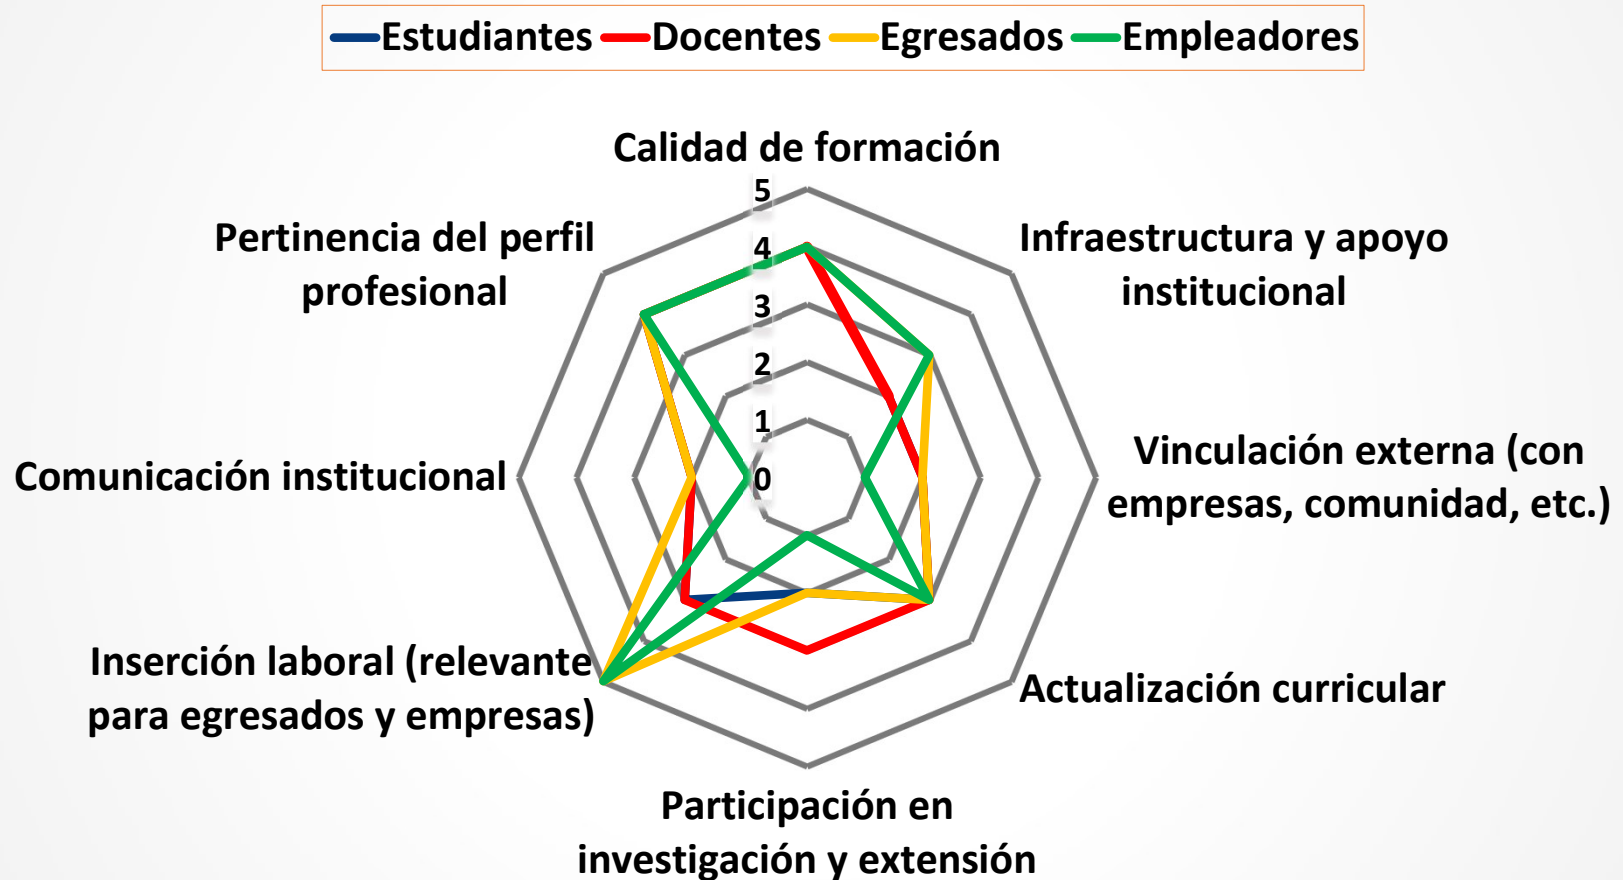 Estudiantes Docentes Egresados Empleadores
Calidad de formación
5
4
3
2
1
0
Infraestructura y apoyo
institucional
Vinculación externa (con
empresas, comunidad, etc.)
Actualización curricular
Participación en
investigación y extensión
Inserción laboral (relevante
para egresados y empresas)
Comunicación institucional
Pertinencia del perfil
profesional